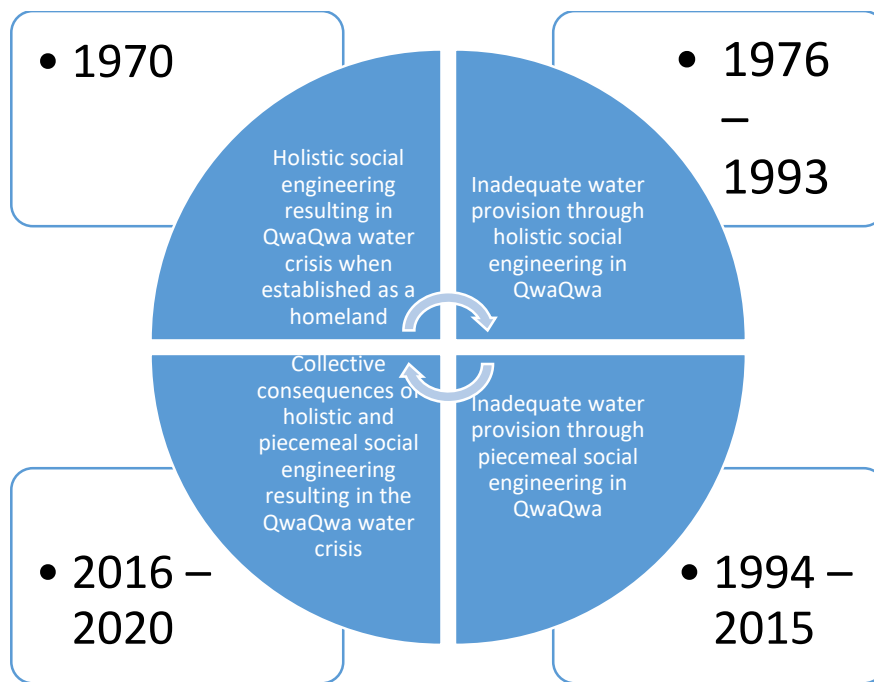 • 1970
Holistic social
engineering
resulting in
QwaQwa water
crisis when
established as a
homeland
• 1976
–
1993
Inadequate water
provision through
holistic social
engineering in
QwaQwa
Collective
consequences of
holistic and
piecemeal social
engineering
resulting in the
QwaQwa water
crisis
• 2016 –
2020
Inadequate water
provision through
piecemeal social
engineering in
QwaQwa
• 1994 –
2015